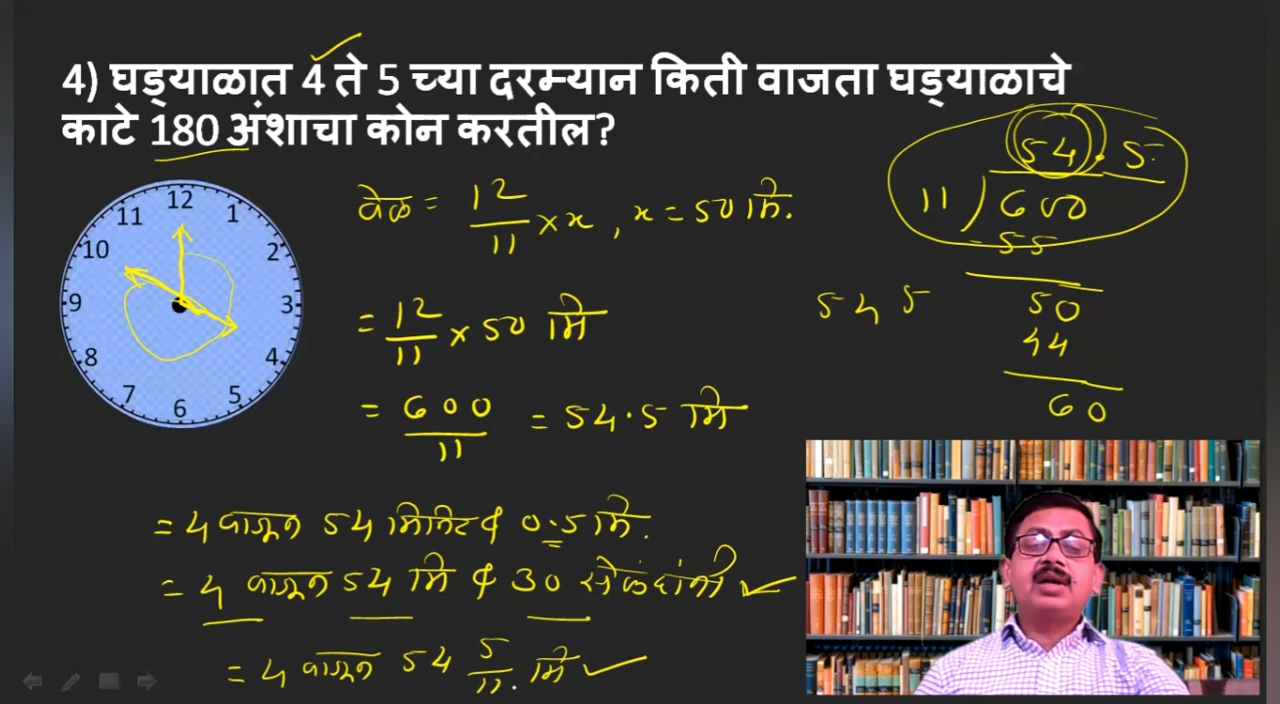 4) घड्याळात 4 ते 5 च्या दरम्यान किती वाजता घड्याळाचे
काटे 180 अंशाचा कोन करतील?
12
11 1
10 2
9 3
8 4
7 5
6
वेळ = 12/11 × x , x = 50 मि.
= 12/11 × 50 मि
= 600/11 = 54.5 मि
= 4 वाजून 54 मिनिट व 0.5 मि.
= 4 वाजून 54 मि व 30 सेकंदांनी ✓
= 4 वाजून 54 5/11 मि ✓
54.5
11 ) 600
- 55
545 50
44
60